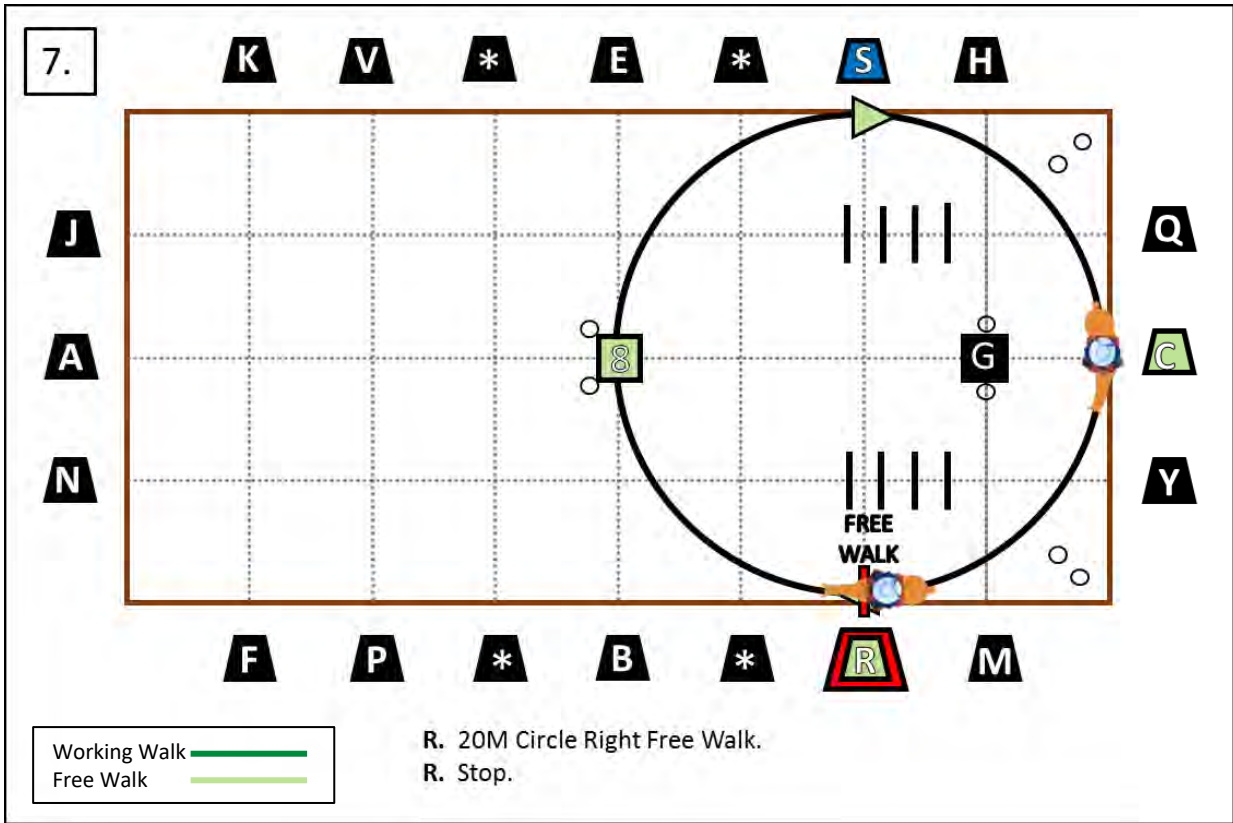 7.
K V * E * S H
J Q
A 8 G C
N Y
FREE
WALK
F P * B * R M
Working Walk
Free Walk
R. 20M Circle Right Free Walk.
R. Stop.